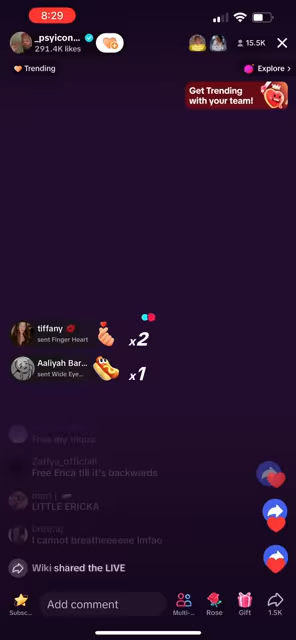 8:29
_psyicon...
291.4K likes
15.5K
Trending
Explore >
Get Trending
with your team!
tiffany
sent Finger Heart
x2
Aaliyah Bar...
sent Wide Eye...
x1
Free my
Zariya_officiall
Free Erica till it's backwards
LITTLE ERICKA
I cannot breatheeeeee lmfao
Wiki shared the LIVE
Subsc...
Add comment
Multi-...
Rose
Gift
1.5K